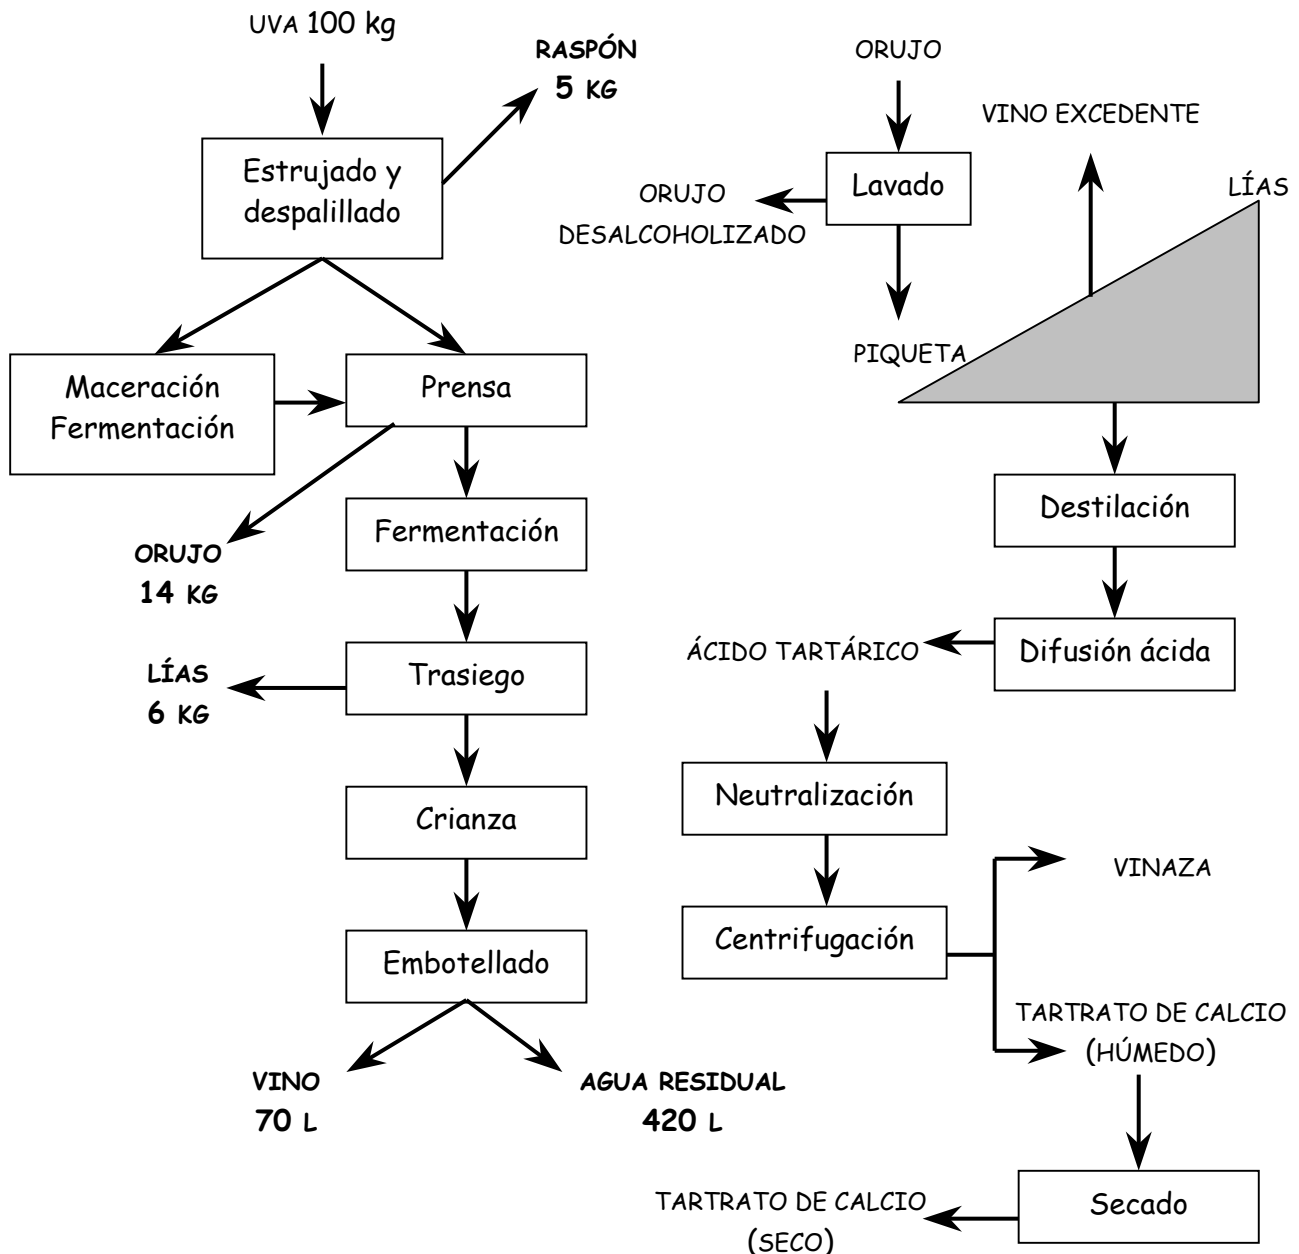 UVA 100 kg
RASPÓN
5 KG
Estrujado y
despalillado
Maceración
Fermentación
Prensa
ORUJO
14 KG
Fermentación
LÍAS
6 KG
Trasiego
Crianza
Embotellado
VINO
70 L
AGUA RESIDUAL
420 L
ORUJO
VINO EXCEDENTE
Lavado
LÍAS
ORUJO
DESALCOHOLIZADO
PIQUETA
Destilación
ÁCIDO TARTÁRICO
Difusión ácida
Neutralización
Centrifugación
VINAZA
TARTRATO DE CALCIO
(HÚMEDO)
Secado
TARTRATO DE CALCIO
(SECO)